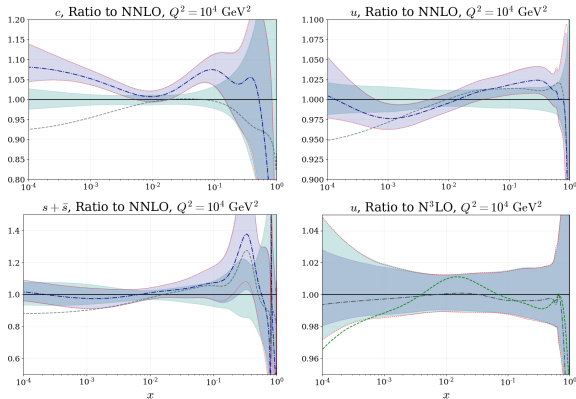 c, Ratio to NNLO, Q² = 10⁴ GeV²
1.20
1.15
1.10
1.05
1.00
0.95
0.90
0.85
0.80
10⁻⁴ 10⁻³ 10⁻² 10⁻¹ 10⁰
u, Ratio to NNLO, Q² = 10⁴ GeV²
1.100
1.075
1.050
1.025
1.000
0.975
0.950
0.925
0.900
10⁻⁴ 10⁻³ 10⁻² 10⁻¹ 10⁰
s + s̄, Ratio to NNLO, Q² = 10⁴ GeV²
1.4
1.2
1.0
0.8
0.6
10⁻⁴ 10⁻³ 10⁻² 10⁻¹ 10⁰
x
u, Ratio to N³LO, Q² = 10⁴ GeV²
1.04
1.02
1.00
0.98
0.96
10⁻⁴ 10⁻³ 10⁻² 10⁻¹ 10⁰
x